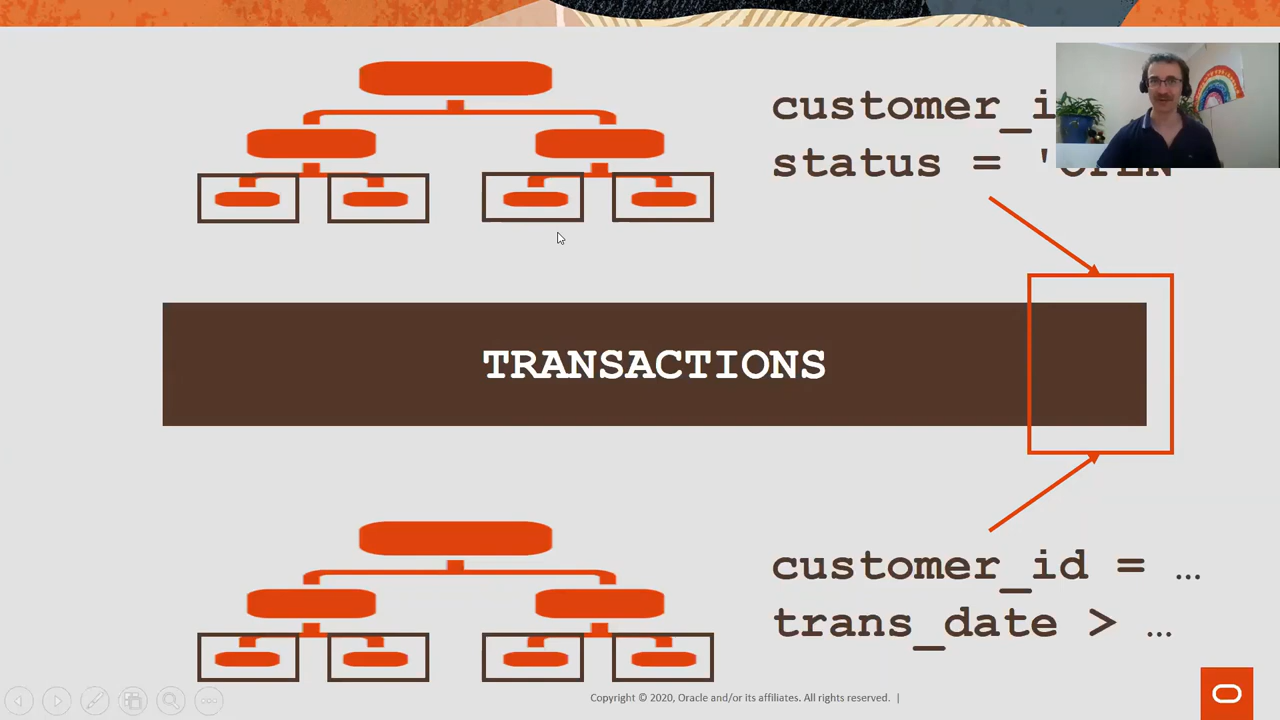 customer_i
status = 'OPEN
TRANSACTIONS
customer_id = …
trans_date > …
Copyright © 2020, Oracle and/or its affiliates. All rights reserved. |